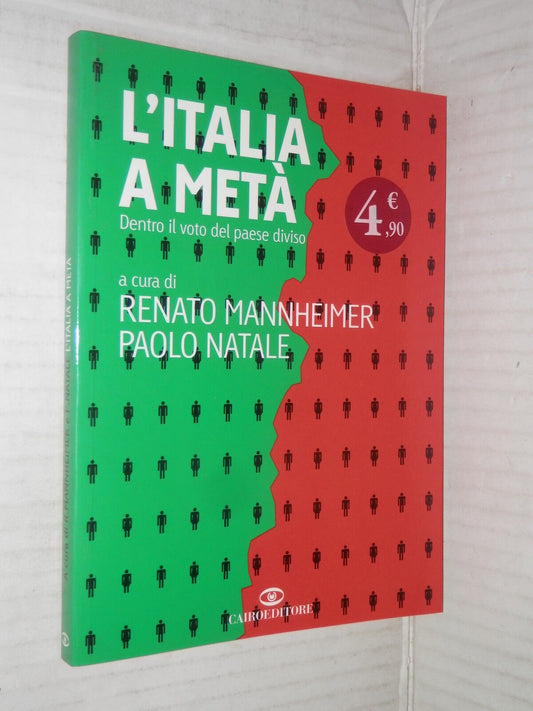 L'ITALIA
A METÀ
Dentro il voto del paese diviso
4
€
,90
a cura di
RENATO MANNHEIMER
PAOLO NATALE
CAIROEDITORE
A cura di R. MANNHEIMER e P. NATALE L'ITALIA A METÀ